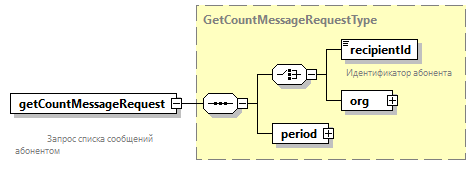 GetCountMessageRequestType
recipientId
Идентификатор абонента
getCountMessageRequest
org
Запрос списка сообщений
абонентом
period